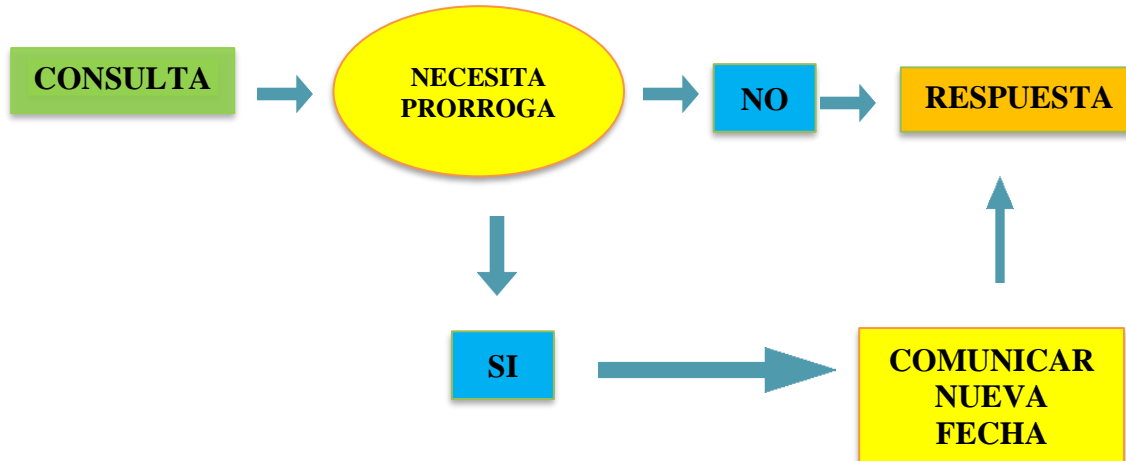 CONSULTA
NECESITA
PRORROGA
NO
RESPUESTA
SI
COMUNICAR
NUEVA
FECHA